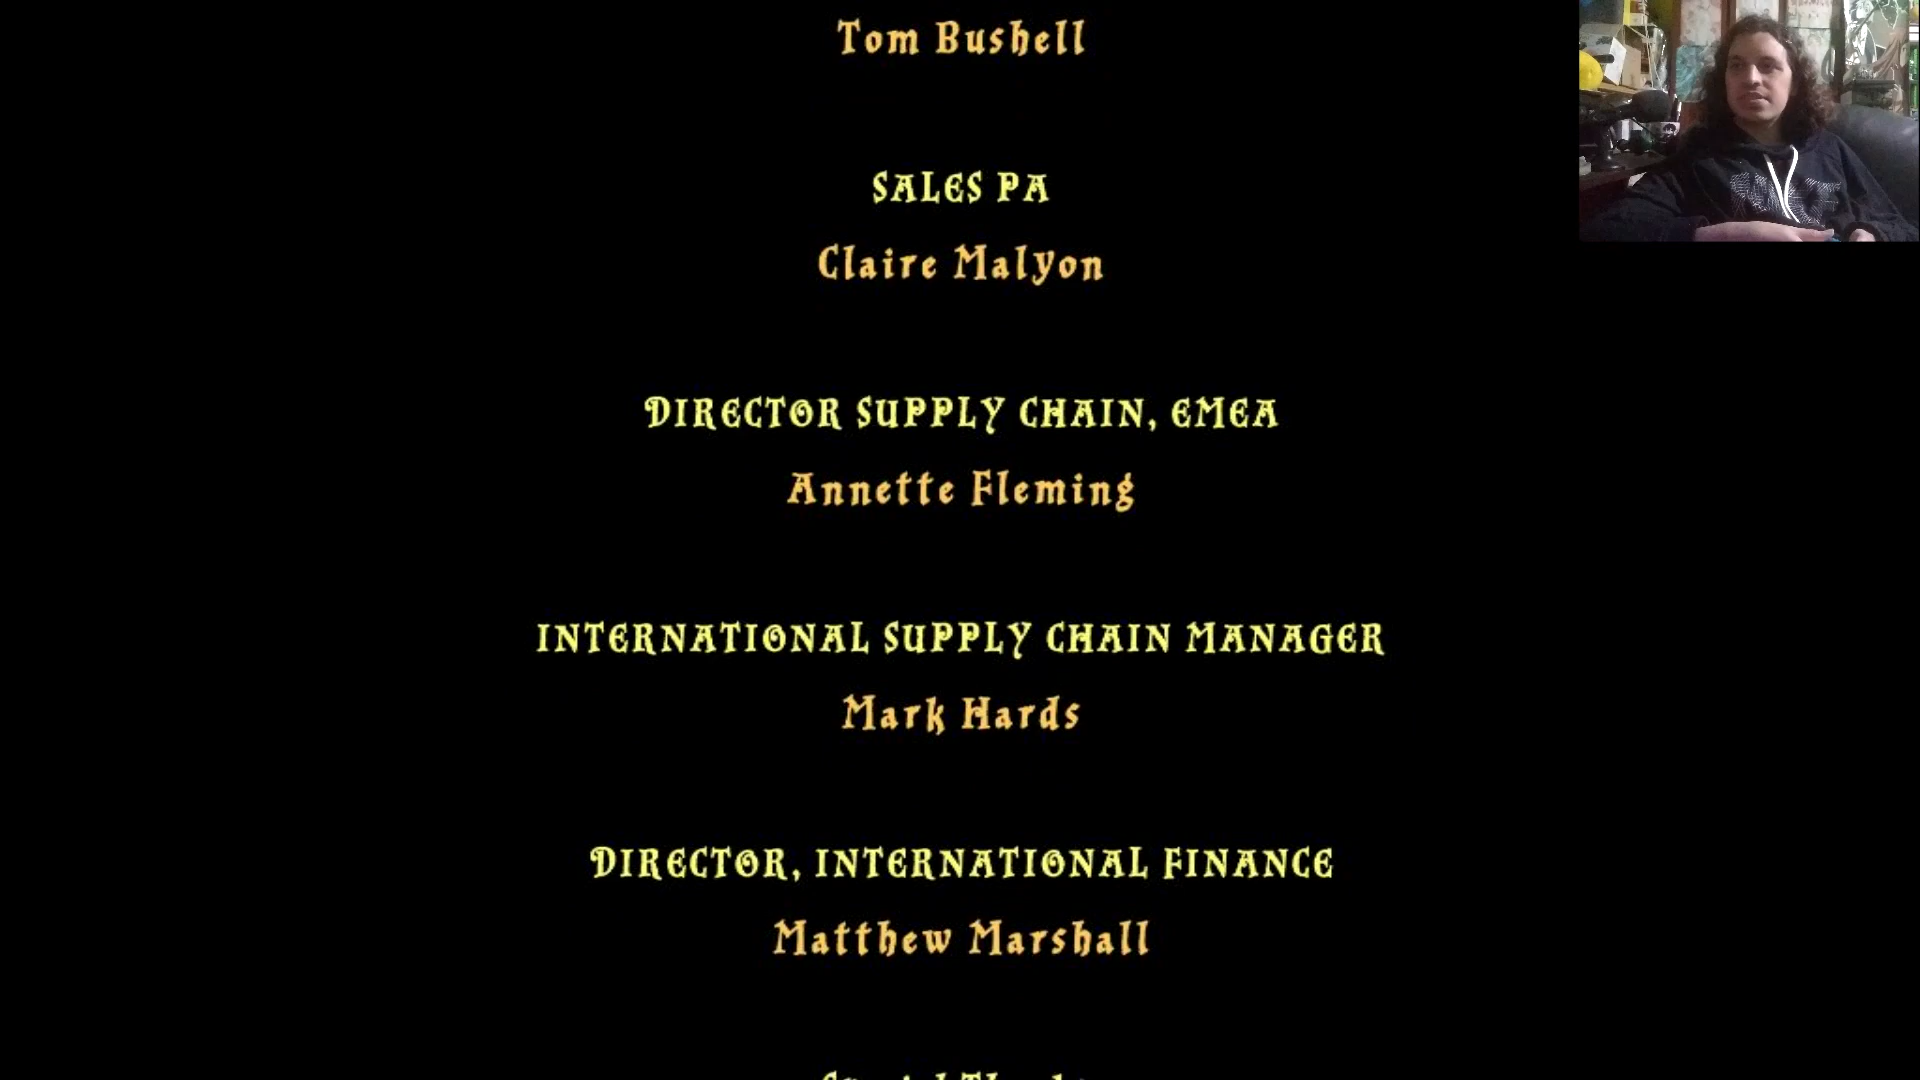 Tom Bushell
SALES PA
Claire Malyon
DIRECTOR SUPPLY CHAIN, EMEA
Annette Fleming
INTERNATIONAL SUPPLY CHAIN MANAGER
Mark Hards
DIRECTOR, INTERNATIONAL FINANCE
Matthew Marshall